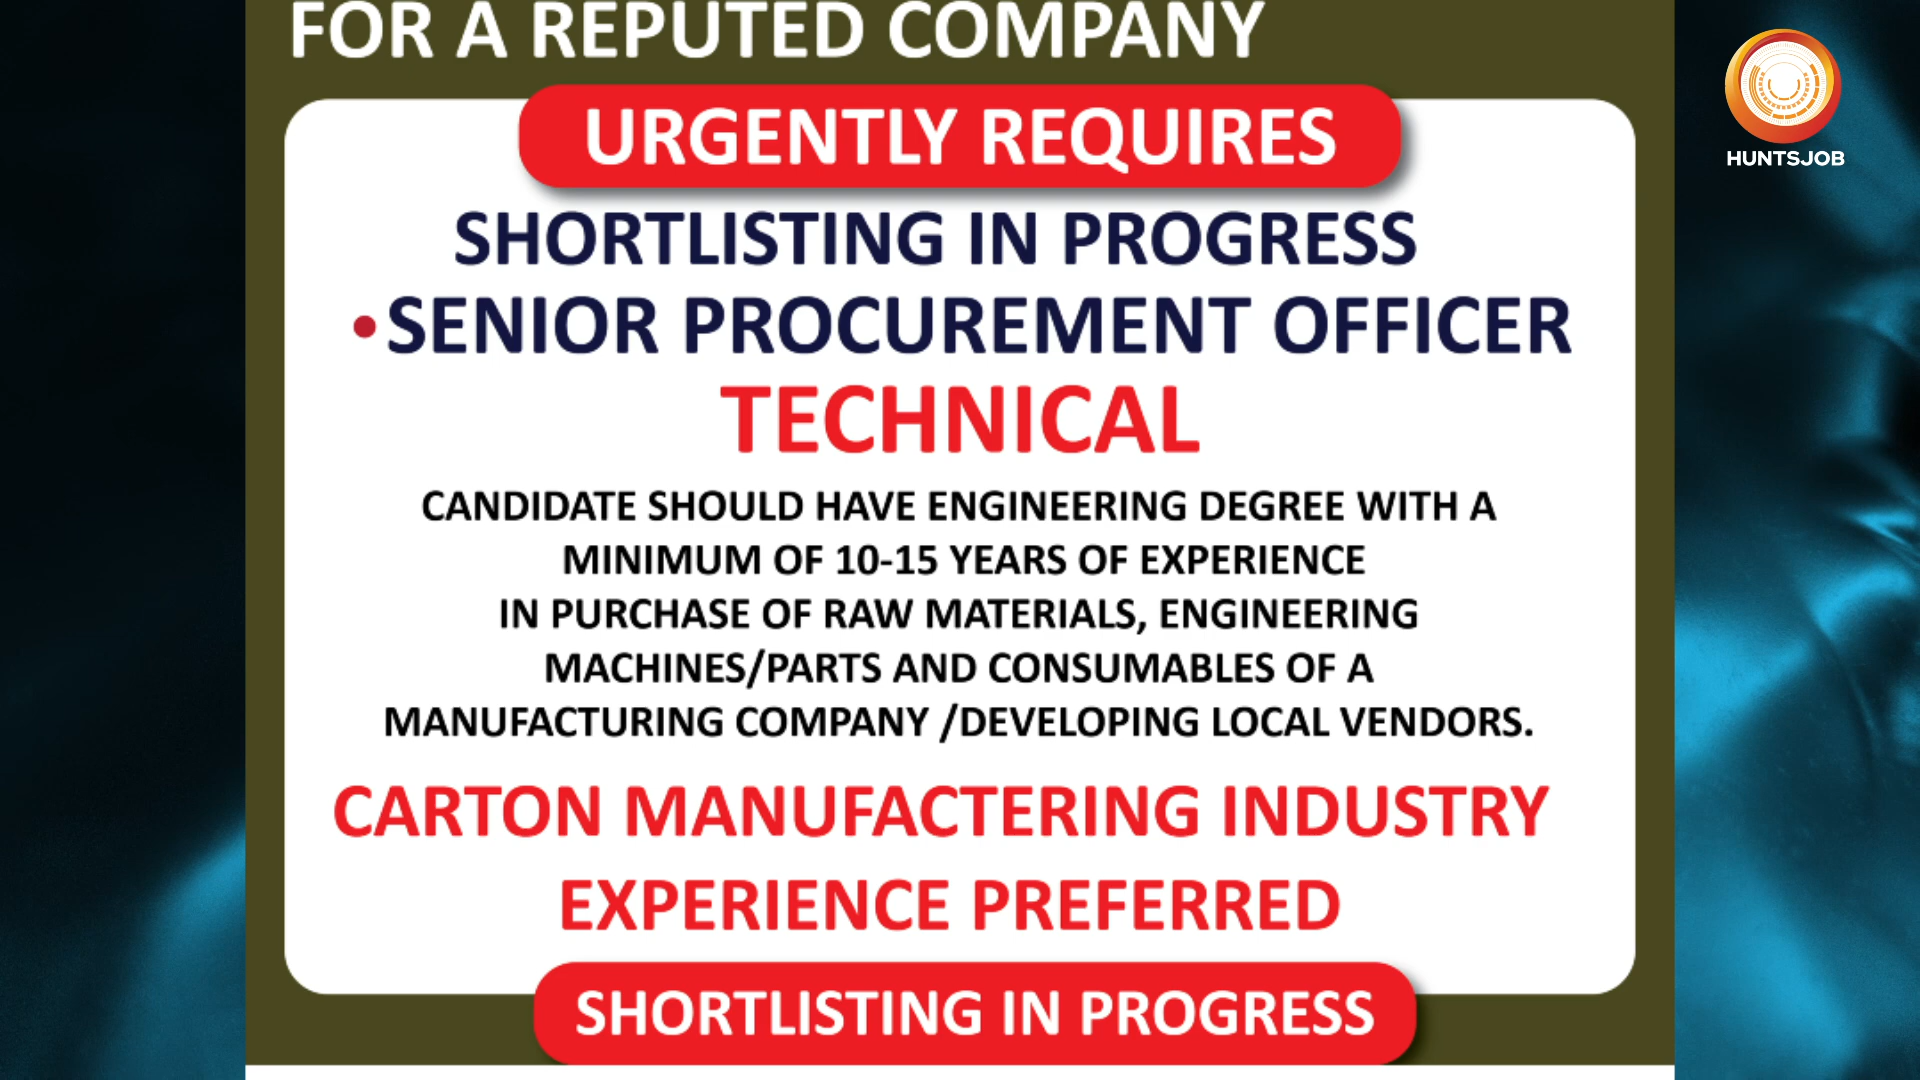 FOR A REPUTED COMPANY
HUNTSJOB
URGENTLY REQUIRES
SHORTLISTING IN PROGRESS
•SENIOR PROCUREMENT OFFICER
TECHNICAL
CANDIDATE SHOULD HAVE ENGINEERING DEGREE WITH A
MINIMUM OF 10-15 YEARS OF EXPERIENCE
IN PURCHASE OF RAW MATERIALS, ENGINEERING
MACHINES/PARTS AND CONSUMABLES OF A
MANUFACTURING COMPANY /DEVELOPING LOCAL VENDORS.
CARTON MANUFACTERING INDUSTRY
EXPERIENCE PREFERRED
SHORTLISTING IN PROGRESS